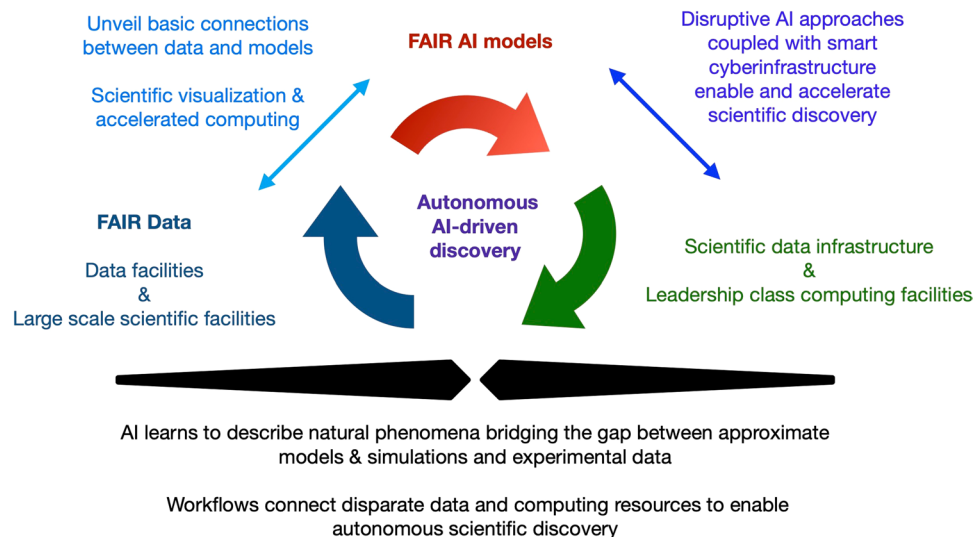 Unveil basic connections
between data and models
Scientific visualization &
accelerated computing
FAIR AI models
Disruptive AI approaches
coupled with smart
cyberinfrastructure
enable and accelerate
scientific discovery
FAIR Data
Data facilities
&
Large scale scientific facilities
Autonomous
AI-driven
discovery
Scientific data infrastructure
&
Leadership class computing facilities
AI learns to describe natural phenomena bridging the gap between approximate
models & simulations and experimental data
Workflows connect disparate data and computing resources to enable
autonomous scientific discovery